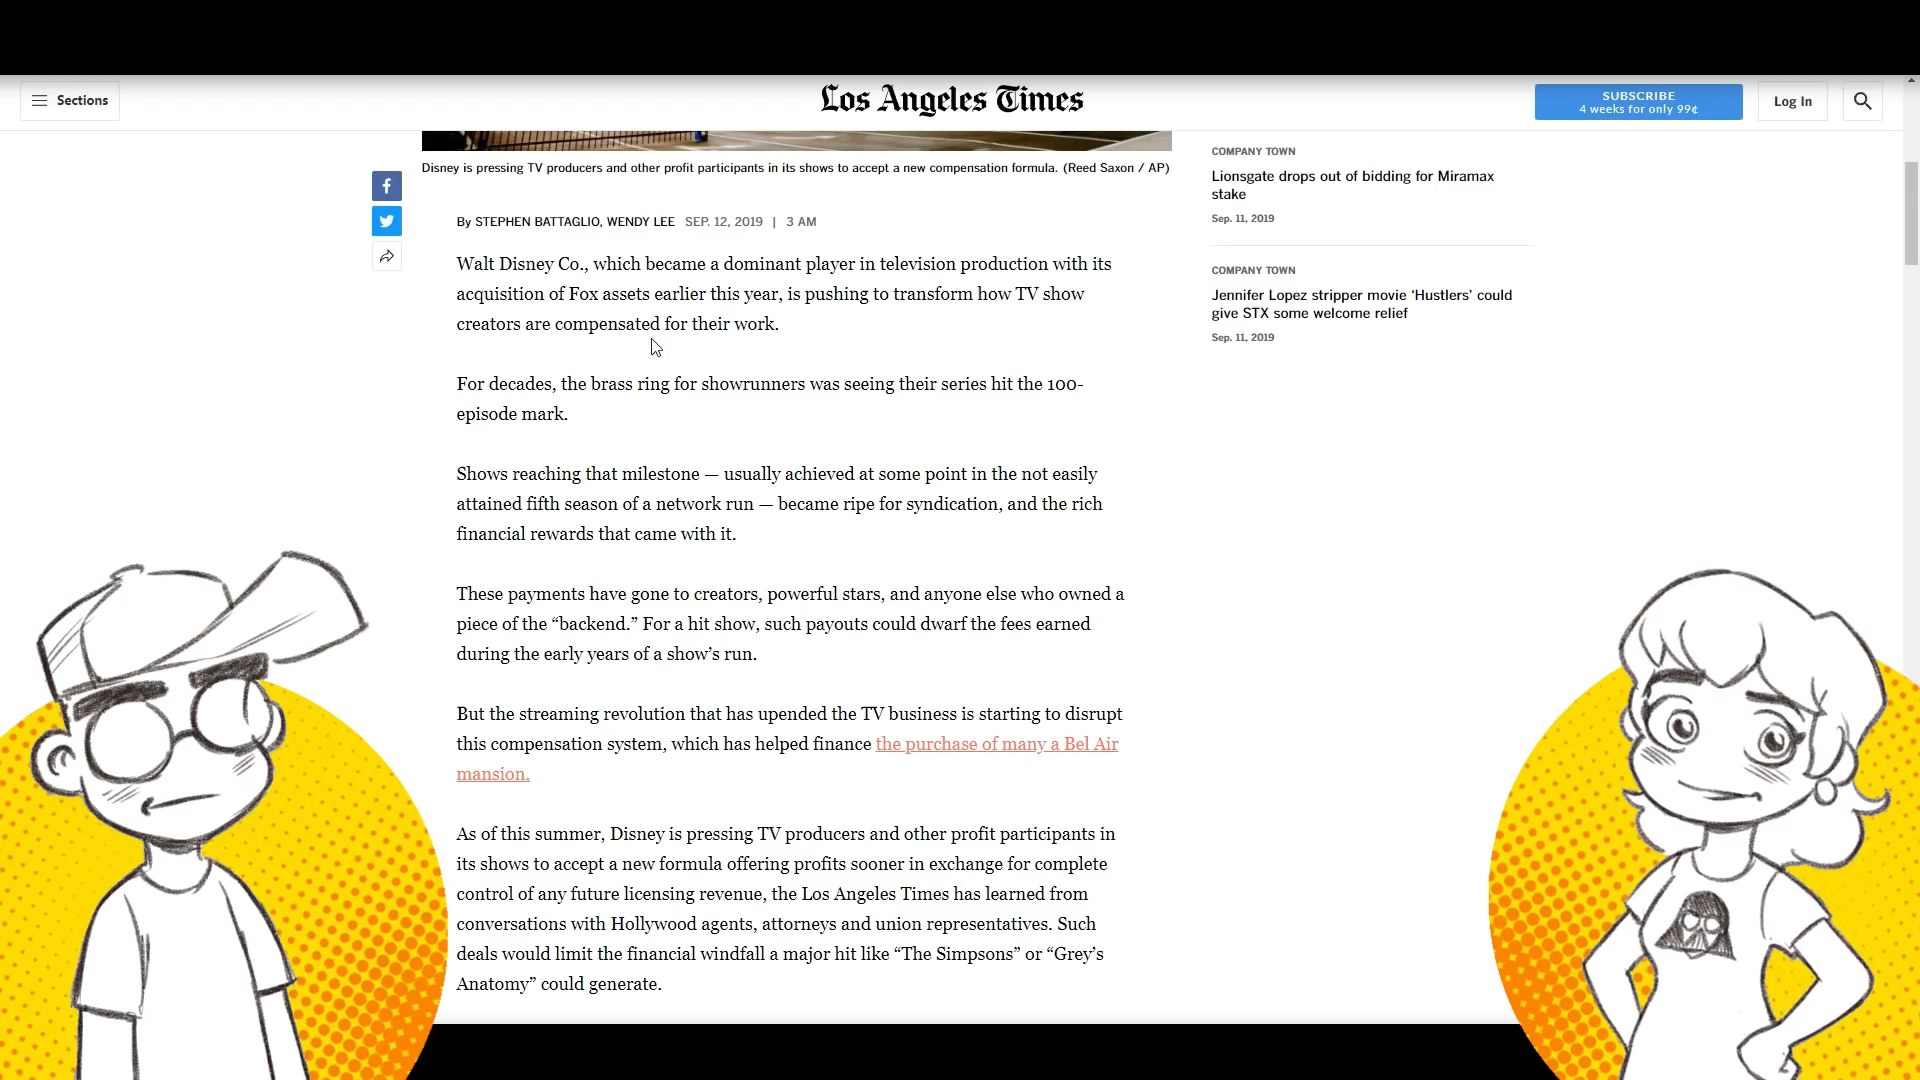 Sections
Los Angeles Times
SUBSCRIBE
4 weeks for only 99¢
Log In
Disney is pressing TV producers and other profit participants in its shows to accept a new compensation formula. (Reed Saxon / AP)
By STEPHEN BATTAGLIO, WENDY LEE SEP. 12, 2019 | 3 AM
Walt Disney Co., which became a dominant player in television production with its
acquisition of Fox assets earlier this year, is pushing to transform how TV show
creators are compensated for their work.
For decades, the brass ring for showrunners was seeing their series hit the 100-
episode mark.
Shows reaching that milestone — usually achieved at some point in the not easily
attained fifth season of a network run — became ripe for syndication, and the rich
financial rewards that came with it.
These payments have gone to creators, powerful stars, and anyone else who owned a
piece of the “backend.” For a hit show, such payouts could dwarf the fees earned
during the early years of a show’s run.
But the streaming revolution that has upended the TV business is starting to disrupt
this compensation system, which has helped finance the purchase of many a Bel Air
mansion.
As of this summer, Disney is pressing TV producers and other profit participants in
its shows to accept a new formula offering profits sooner in exchange for complete
control of any future licensing revenue, the Los Angeles Times has learned from
conversations with Hollywood agents, attorneys and union representatives. Such
deals would limit the financial windfall a major hit like “The Simpsons” or “Grey’s
Anatomy” could generate.
COMPANY TOWN
Lionsgate drops out of bidding for Miramax
stake
Sep. 11, 2019
COMPANY TOWN
Jennifer Lopez stripper movie ‘Hustlers’ could
give STX some welcome relief
Sep. 11, 2019